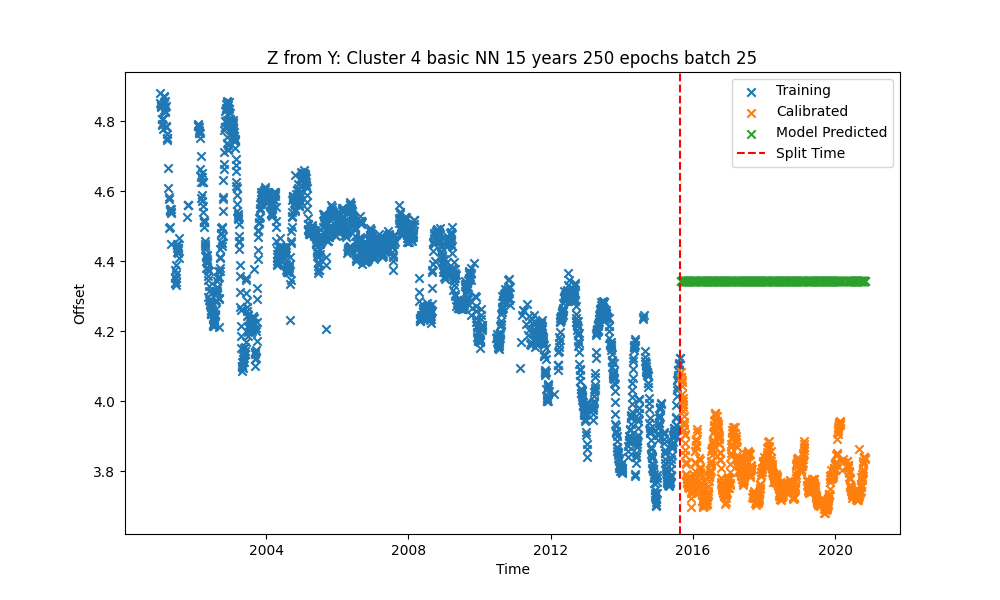 Z from Y: Cluster 4 basic NN 15 years 250 epochs batch 25
Training
Calibrated
Model Predicted
Split Time
4.8
4.6
4.4
4.2
4.0
3.8
Offset
2004
2008
2012
2016
2020
Time